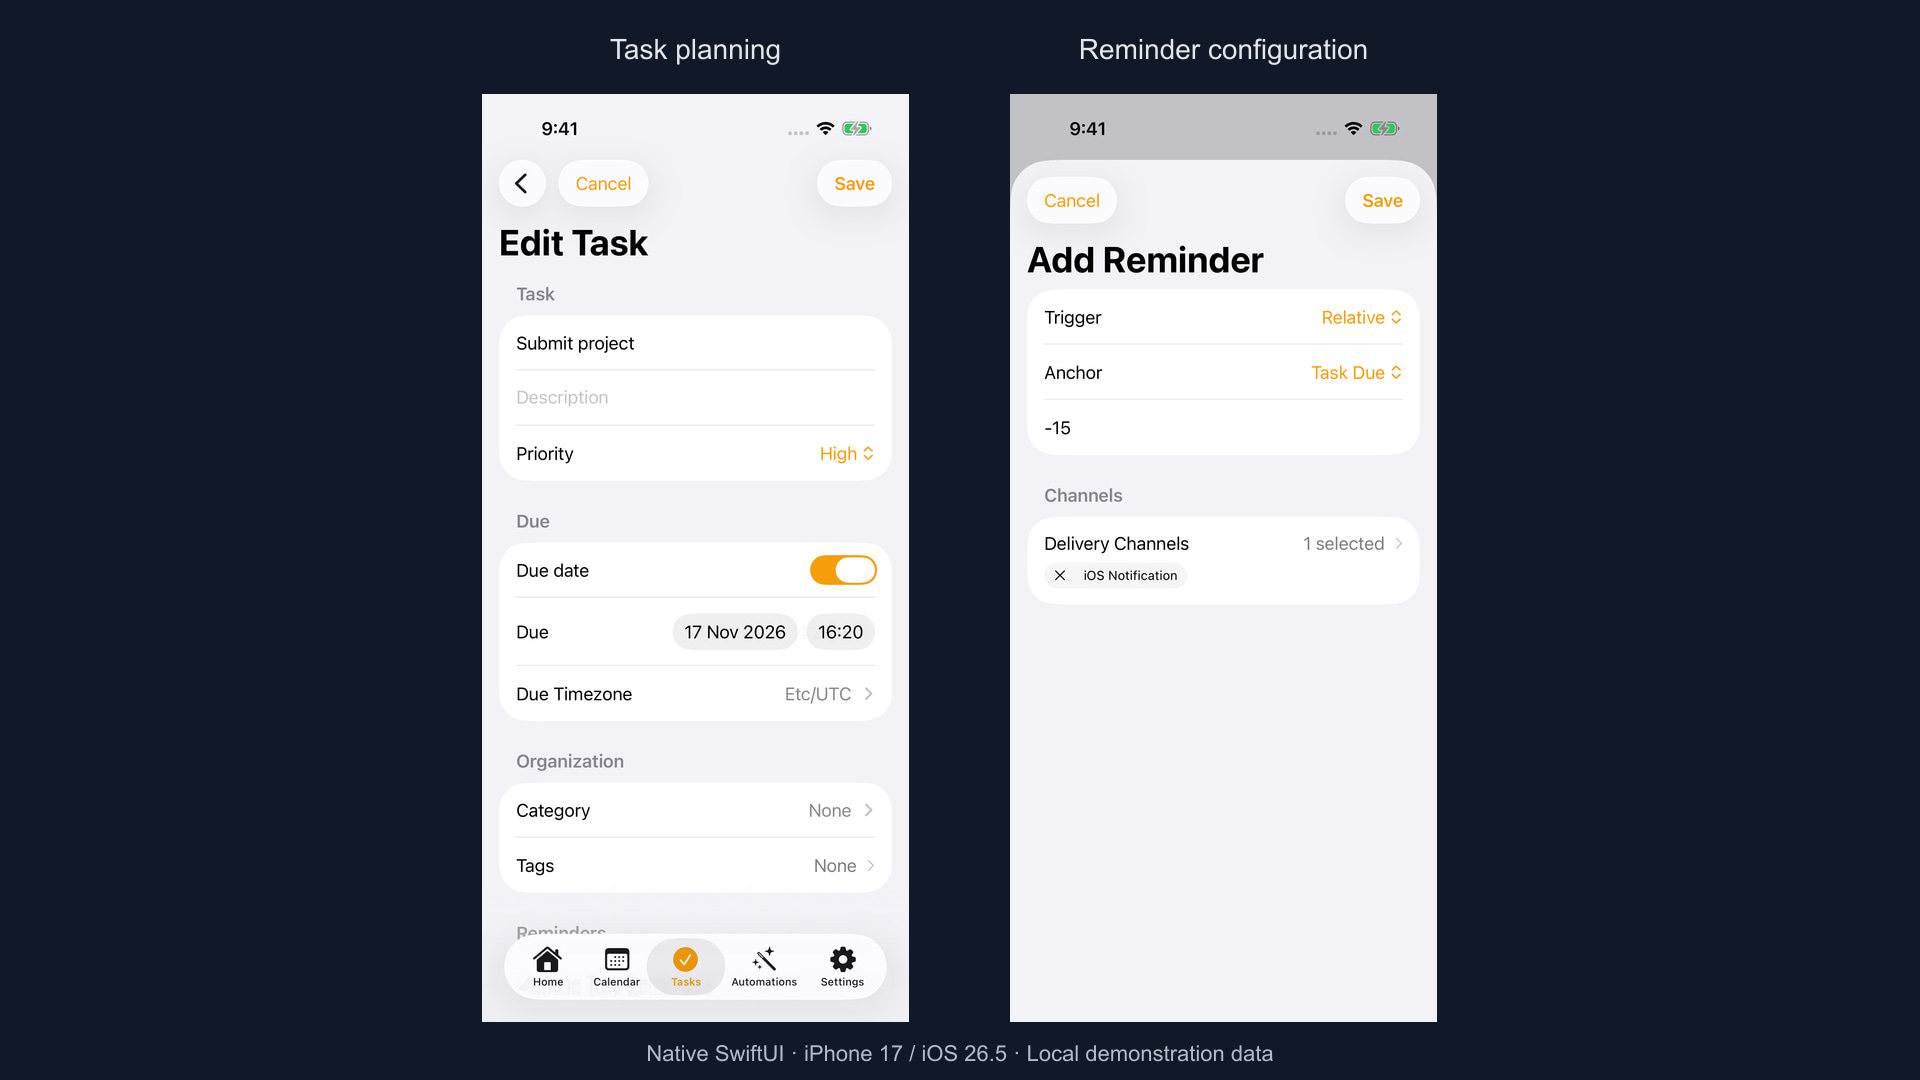 Task planning
9:41
Cancel
Save
Edit Task
Task
Submit project
Description
Priority
High
Due
Due date
Due
17 Nov 2026
16:20
Due Timezone
Etc/UTC
Organization
Category
None
Tags
None
Reminders
Home
Calendar
Tasks
Automations
Settings
Reminder configuration
9:41
Cancel
Save
Add Reminder
Trigger
Relative
Anchor
Task Due
-15
Channels
Delivery Channels
1 selected
iOS Notification
Native SwiftUI · iPhone 17 / iOS 26.5 · Local demonstration data